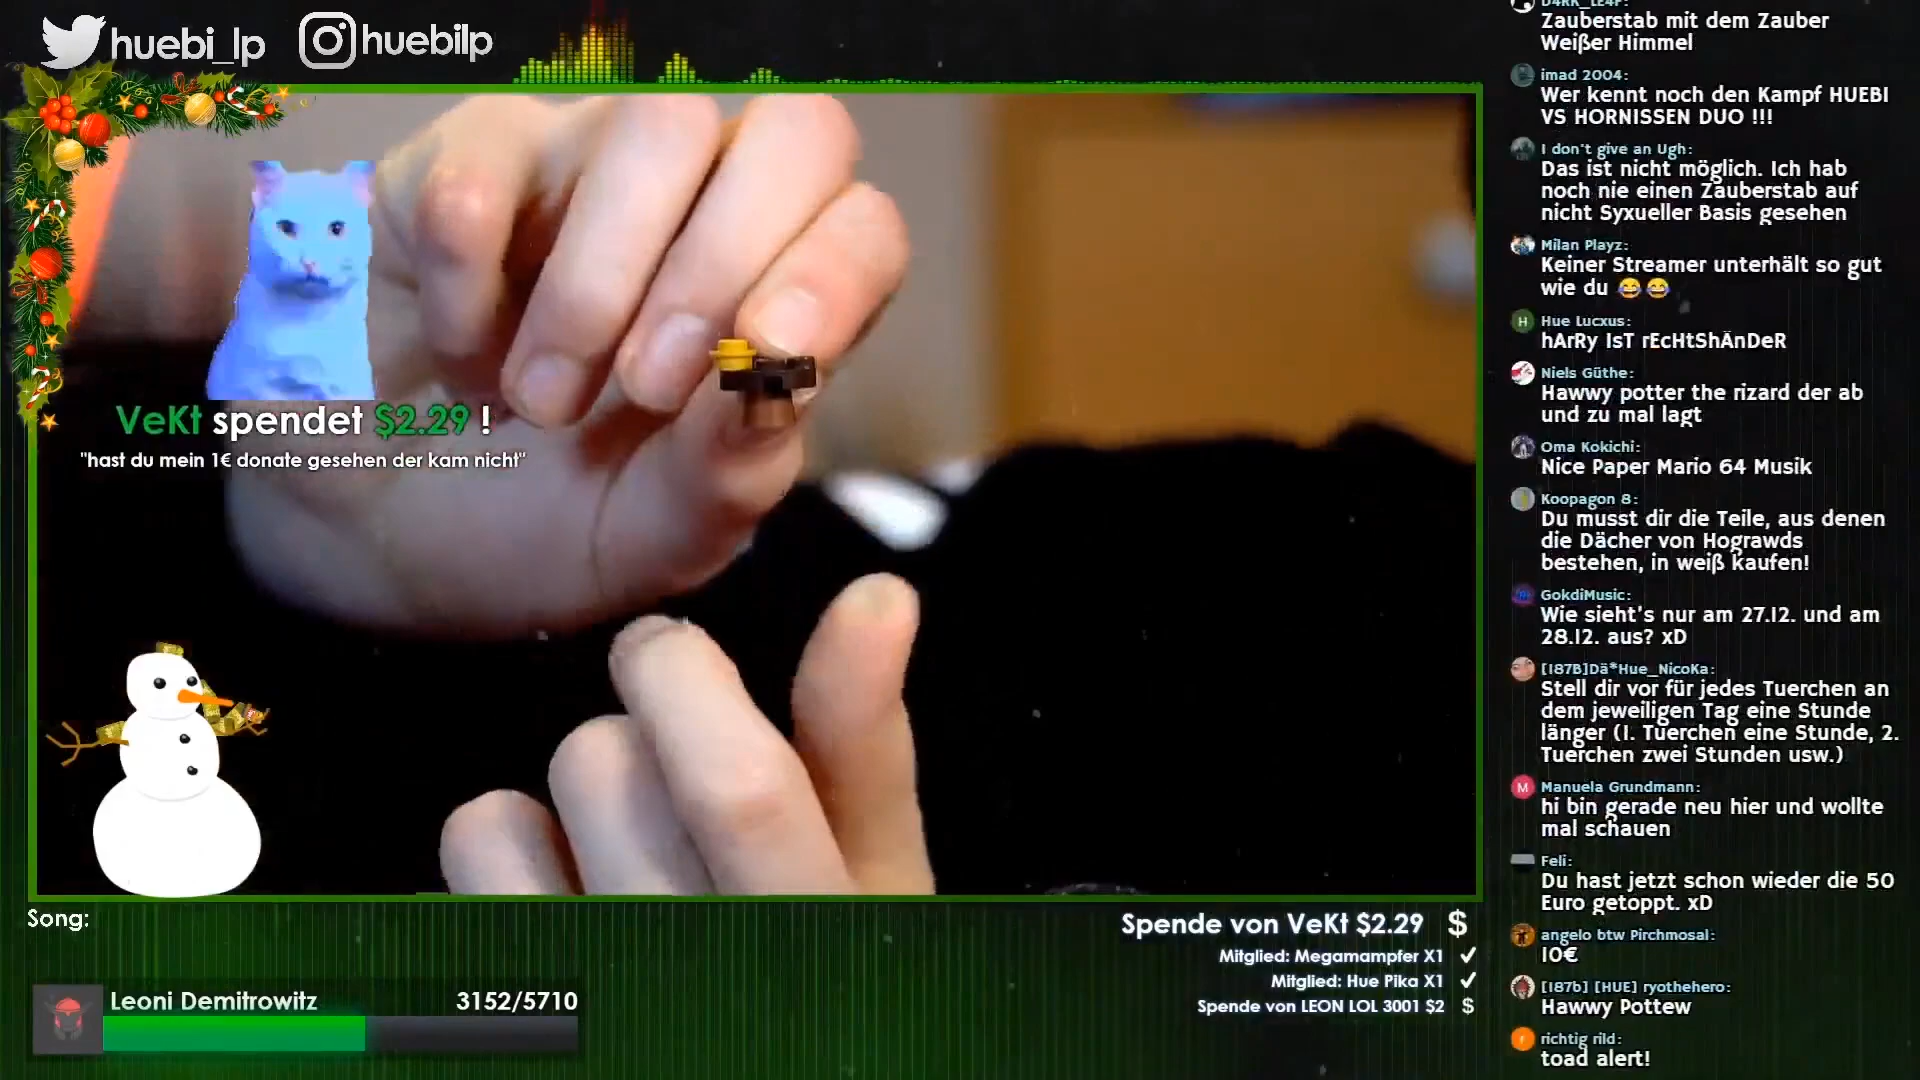 huebi_lp
huebilp
VeKt spendet $2.29 !
"hast du mein 1€ donate gesehen der kam nicht"
Song:
Leoni Demitrowitz
3152/5710
Spende von VeKt $2.29 $
Mitglied: Megamampfer X1
Mitglied: Hue Pika X1
Spende von LEON LOL 3001 $2 $
D4RK_LE4F:
Zauberstab mit dem Zauber
Weißer Himmel
imad 2004:
Wer kennt noch den Kampf HUEBI
VS HORNISSEN DUO !!!
I don't give an Ugh:
Das ist nicht möglich. Ich hab
noch nie einen Zauberstab auf
nicht Syxueller Basis gesehen
Milan Playz:
Keiner Streamer unterhält so gut
wie du 😂😂
H Hue Lucxus:
hArRy IsT rEcHtShÄnDeR
Niels Güthe:
Hawwy potter the rizard der ab
und zu mal lagt
Oma Kokichi:
Nice Paper Mario 64 Musik
Koopagon 8:
Du musst dir die Teile, aus denen
die Dächer von Hograwds
bestehen, in weiß kaufen!
GokdiMusic:
Wie sieht's nur am 27.12. und am
28.12. aus? xD
[187B]Dä*Hue_NicoKa:
Stell dir vor für jedes Tuerchen an
dem jeweiligen Tag eine Stunde
länger (1. Tuerchen eine Stunde, 2.
Tuerchen zwei Stunden usw.)
M Manuela Grundmann:
hi bin gerade neu hier und wollte
mal schauen
Feli:
Du hast jetzt schon wieder die 50
Euro getoppt. xD
angelo btw Pirchmosal:
10€
[187b] [HUE] ryothehero:
Hawwy Pottew
r richtig rild:
toad alert!